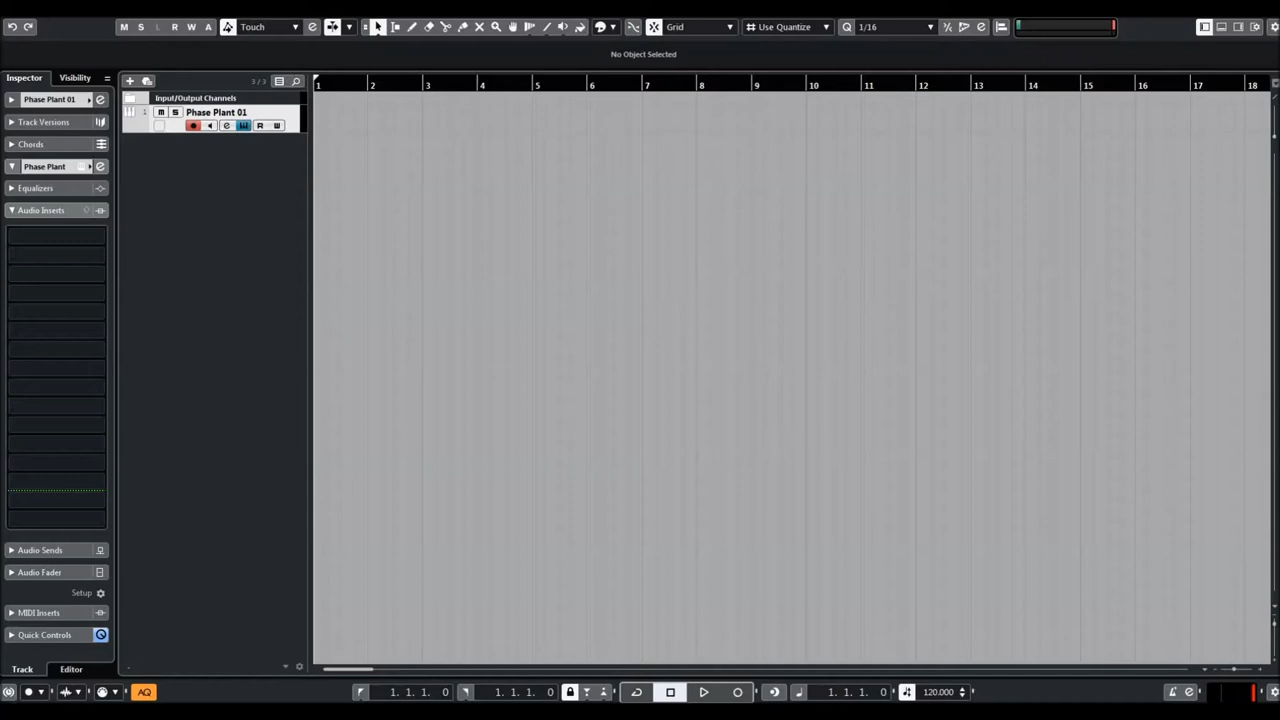 M S L R W A Touch Grid Use Quantize 1/16
No Object Selected
Inspector Visibility
3 / 3
1 2 3 4 5 6 7 8 9 10 11 12 13 14 15 16 17 18
Phase Plant 01
Input/Output Channels
1 m S Phase Plant 01
R W
Track Versions
Chords
Phase Plant
Equalizers
Audio Inserts
Audio Sends
Audio Fader
Setup
MIDI Inserts
Quick Controls
Track Editor
AQ 1. 1. 1. 0 1. 1. 1. 0 1. 1. 1. 0 120.000